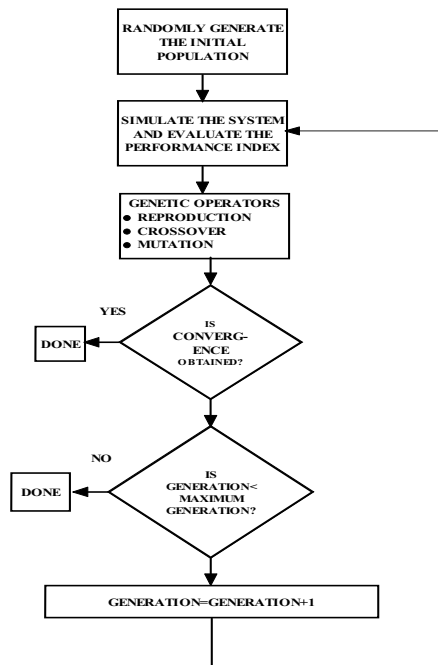 RANDOMLY GENERATE
THE INITIAL
POPULATION
SIMULATE THE SYSTEM
AND EVALUATE THE
PERFORMANCE INDEX
GENETIC OPERATORS
● REPRODUCTION
● CROSSOVER
● MUTATION
YES
IS
CONVERG-
ENCE
OBTAINED?
DONE
NO
IS
GENERATION<
MAXIMUM
GENERATION?
DONE
GENERATION=GENERATION+1